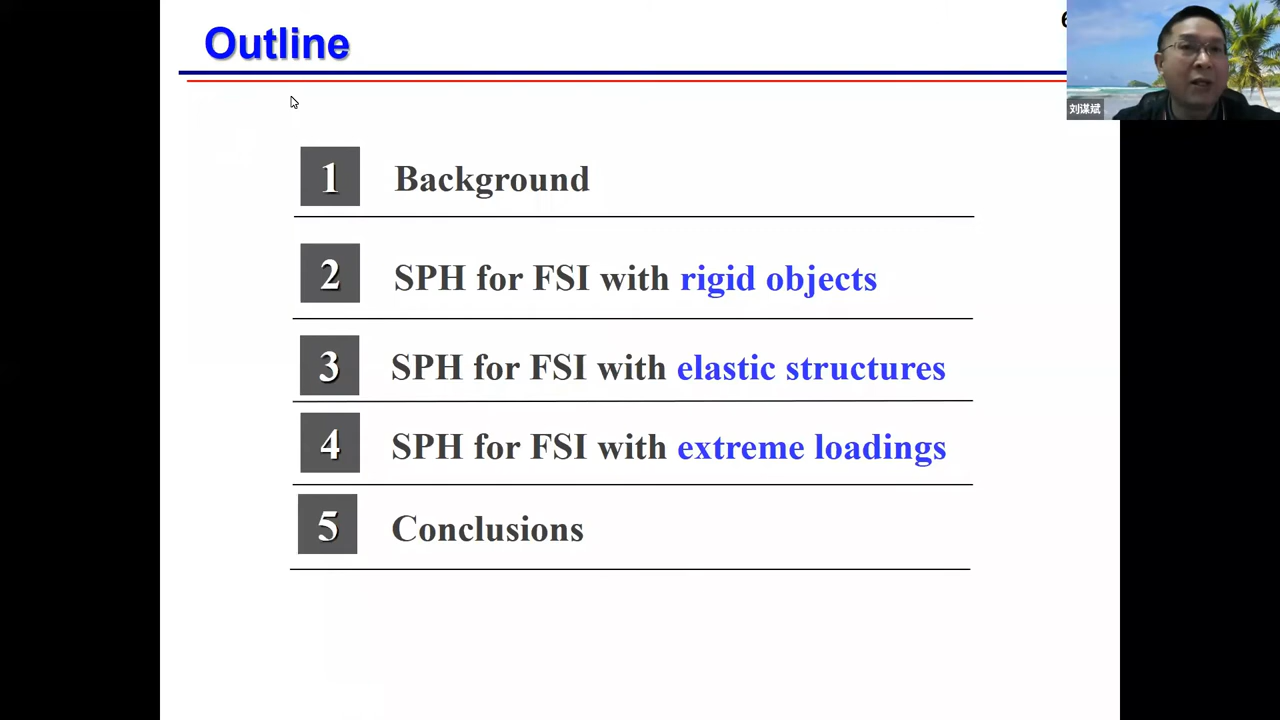 Outline
刘谋斌
1 Background
2 SPH for FSI with rigid objects
3 SPH for FSI with elastic structures
4 SPH for FSI with extreme loadings
5 Conclusions